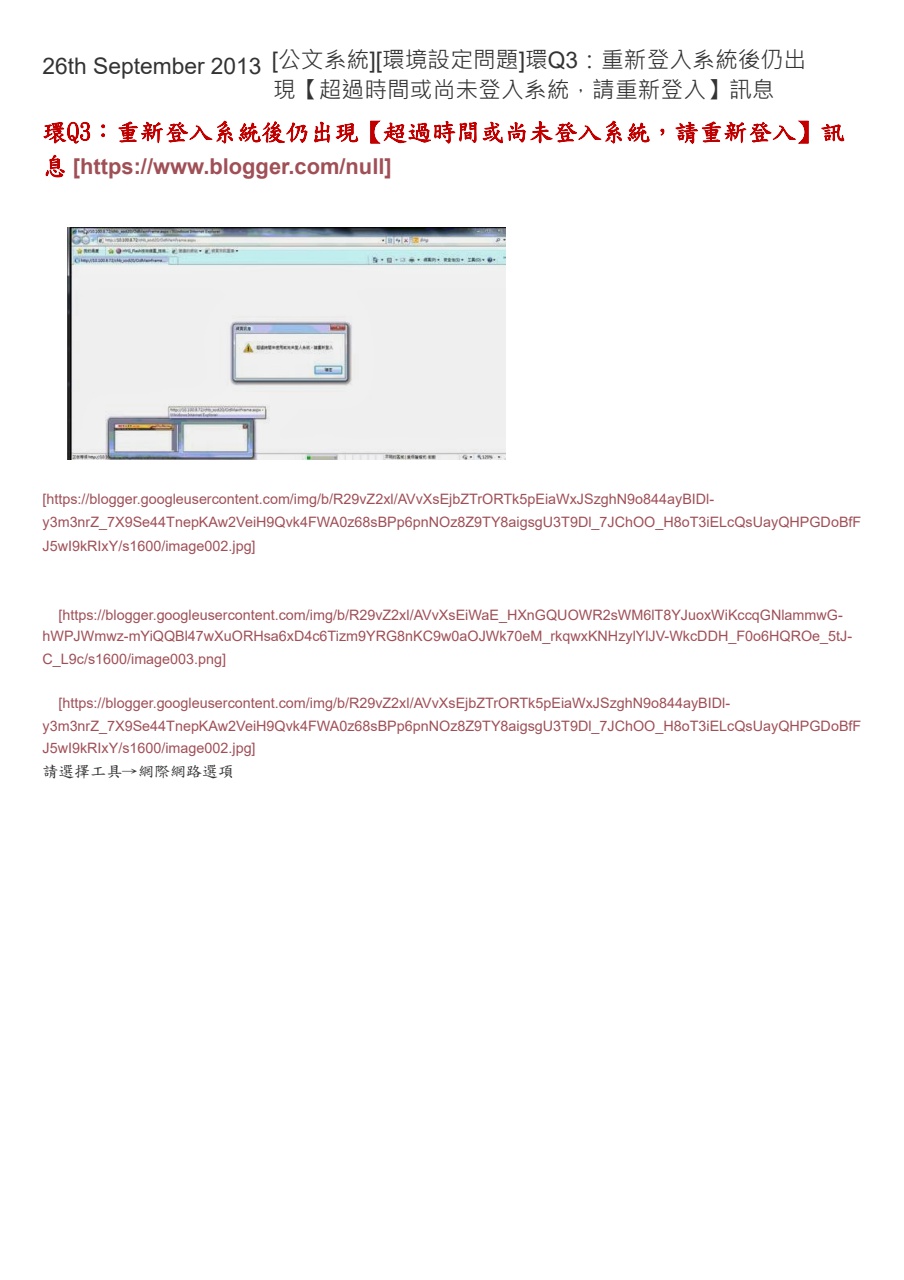 26th September 2013
[公文系統][環境設定問題]環Q3：重新登入系統後仍出
現【超過時間或尚未登入系統，請重新登入】訊息
環Q3：重新登入系統後仍出現【超過時間或尚未登入系統，請重新登入】訊
息 [https://www.blogger.com/null]
[https://blogger.googleusercontent.com/img/b/R29vZ2xl/AVvXsEjbZTrORTk5pEiaWxJSzghN9o844ayBIDl-
y3m3nrZ_7X9Se44TnepKAw2VeiH9Qvk4FWA0z68sBPp6pnNOz8Z9TY8aigsgU3T9Dl_7JChOO_H8oT3iELcQsUayQHPGDoBfF
J5wI9kRIxY/s1600/image002.jpg]
[https://blogger.googleusercontent.com/img/b/R29vZ2xl/AVvXsEiWaE_HXnGQUOWR2sWM6lT8YJuoxWiKccqGNlammwG-
hWPJWmwz-mYiQQBl47wXuORHsa6xD4c6Tizm9YRG8nKC9w0aOJWk70eM_rkqwxKNHzylYlJV-WkcDDH_F0o6HQROe_5tJ-
C_L9c/s1600/image003.png]
[https://blogger.googleusercontent.com/img/b/R29vZ2xl/AVvXsEjbZTrORTk5pEiaWxJSzghN9o844ayBIDl-
y3m3nrZ_7X9Se44TnepKAw2VeiH9Qvk4FWA0z68sBPp6pnNOz8Z9TY8aigsgU3T9Dl_7JChOO_H8oT3iELcQsUayQHPGDoBfF
J5wI9kRIxY/s1600/image002.jpg]
請選擇工具→網際網路選項